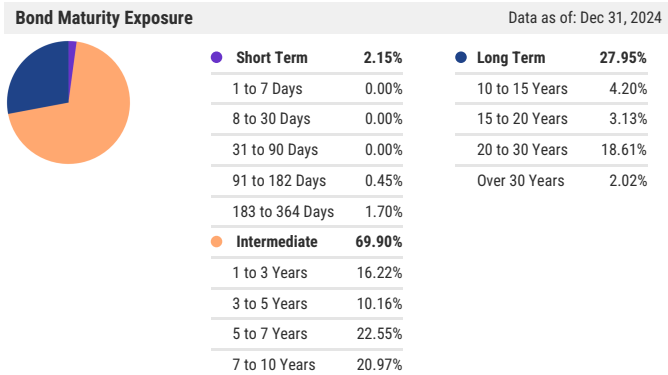 Bond Maturity Exposure
Data as of: Dec 31, 2024
Short Term 2.15%
1 to 7 Days 0.00%
8 to 30 Days 0.00%
31 to 90 Days 0.00%
91 to 182 Days 0.45%
183 to 364 Days 1.70%
Intermediate 69.90%
1 to 3 Years 16.22%
3 to 5 Years 10.16%
5 to 7 Years 22.55%
7 to 10 Years 20.97%
Long Term 27.95%
10 to 15 Years 4.20%
15 to 20 Years 3.13%
20 to 30 Years 18.61%
Over 30 Years 2.02%